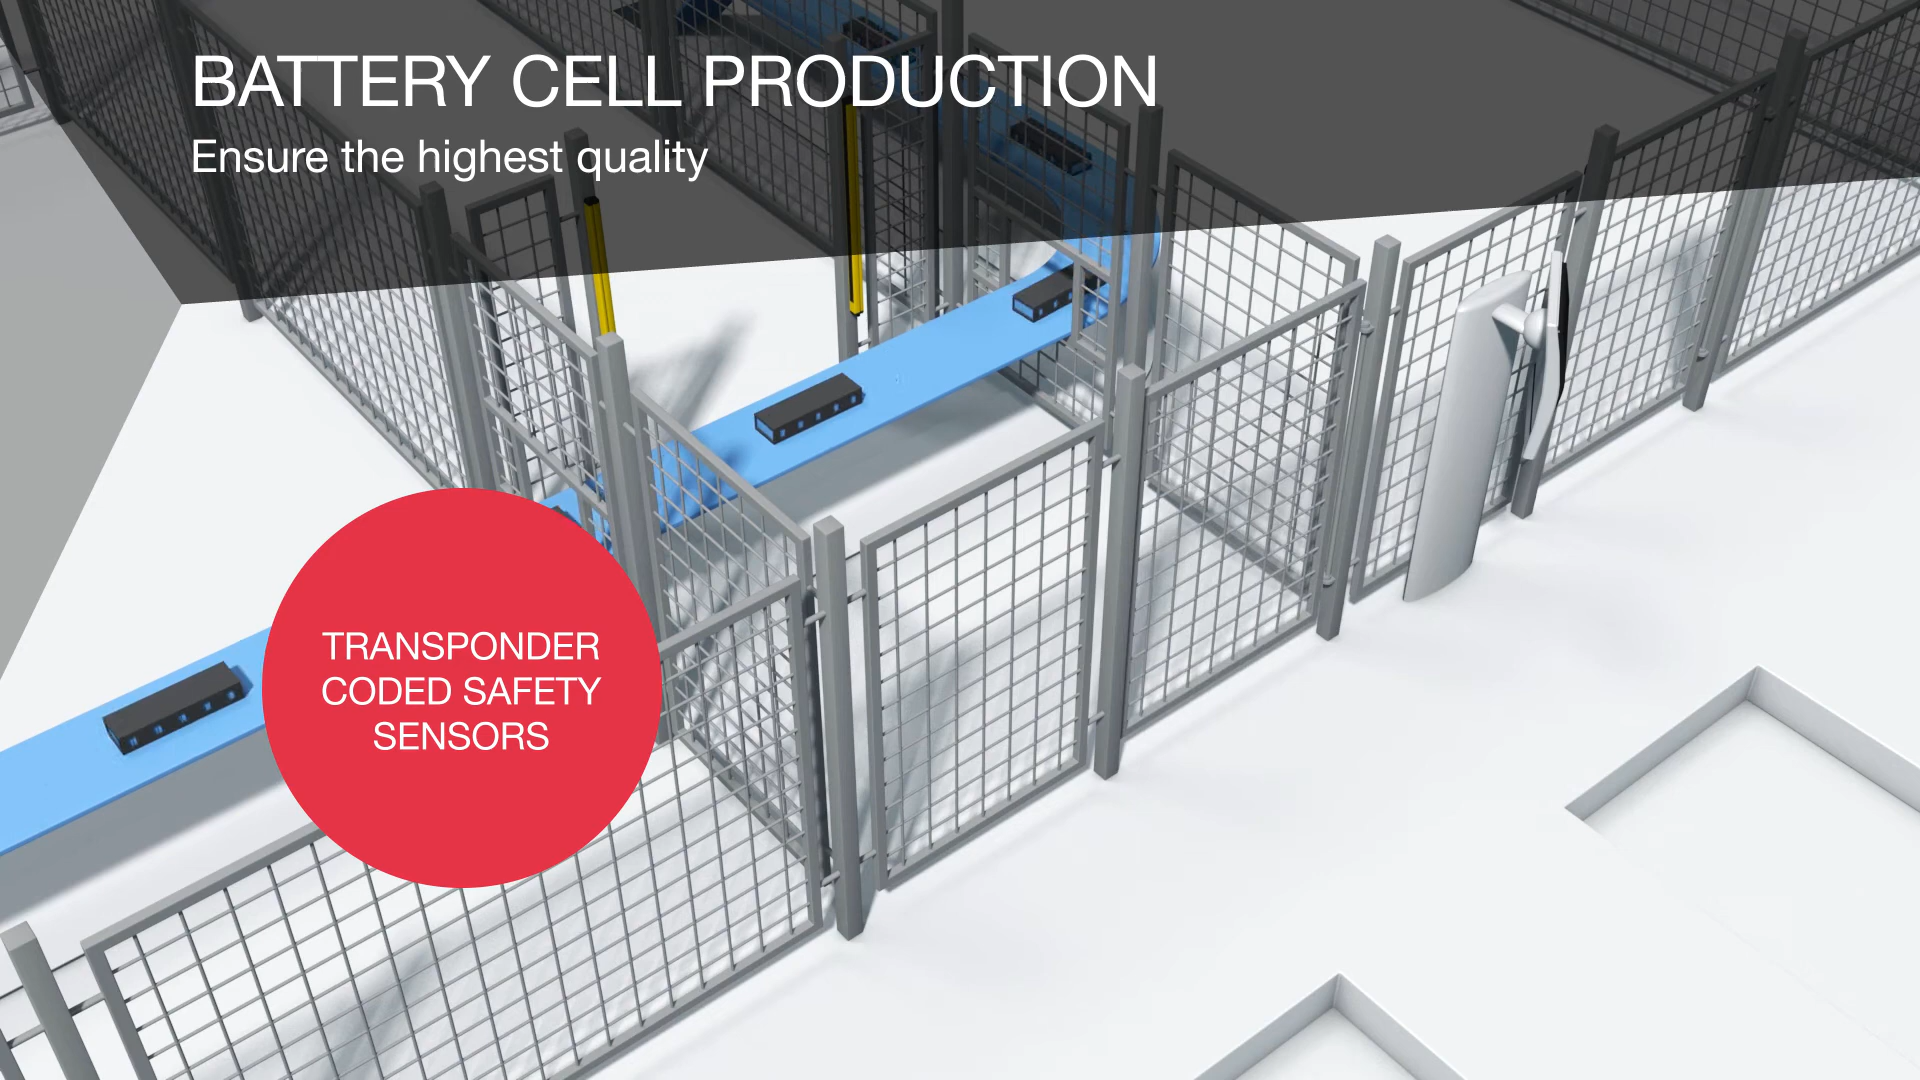 BATTERY CELL PRODUCTION
Ensure the highest quality
TRANSPONDER
CODED SAFETY
SENSORS